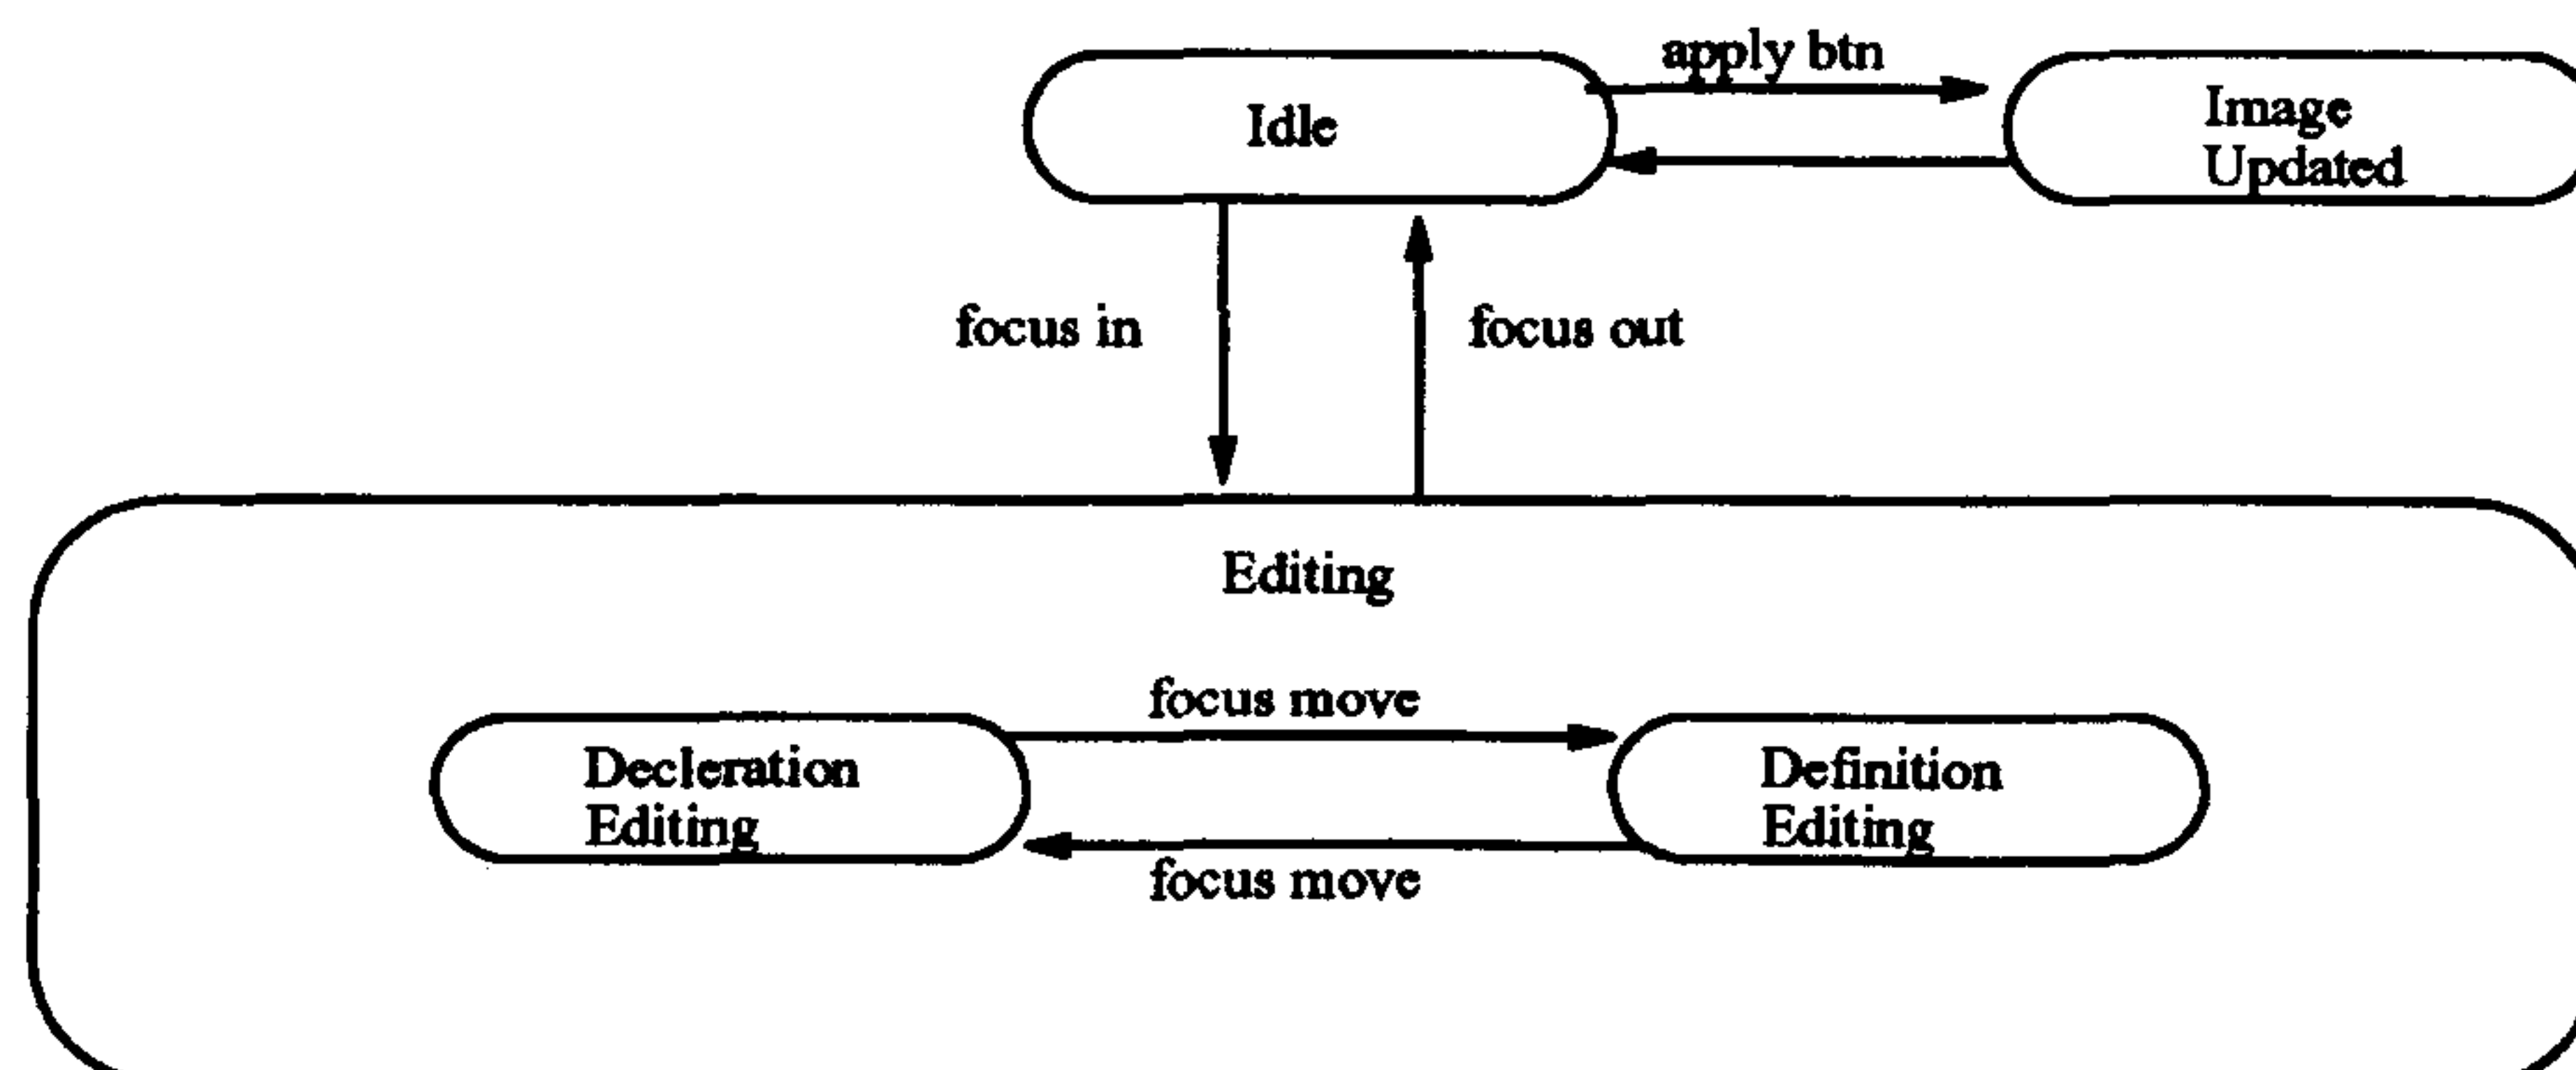 apply btn
Idle
Image
Updated
focus in
focus out
Editing
focus move
Decleration
Editing
Definition
Editing
focus move